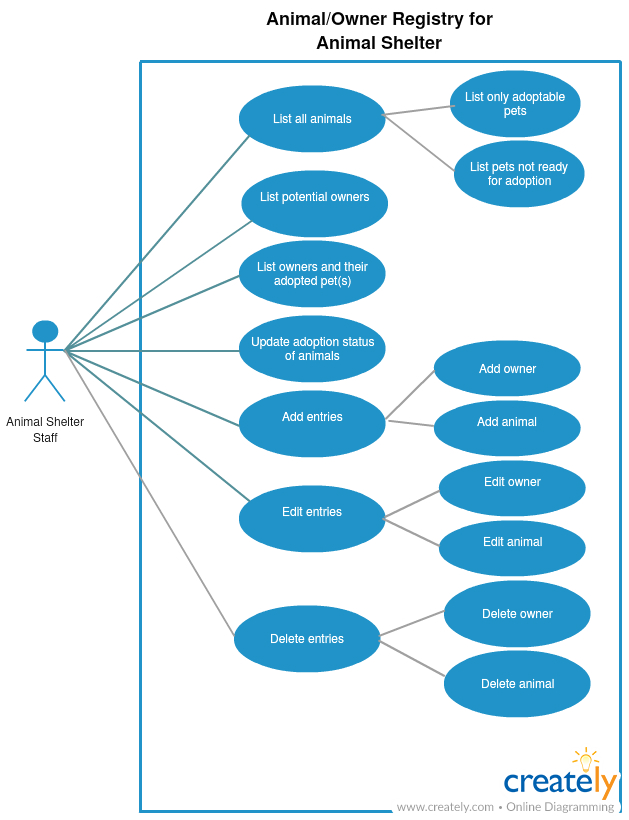 Animal/Owner Registry for
Animal Shelter
List all animals
List only adoptable
pets
List pets not ready
for adoption
List potential owners
List owners and their
adopted pet(s)
Update adoption status
of animals
Animal Shelter
Staff
Add entries
Add owner
Add animal
Edit entries
Edit owner
Edit animal
Delete entries
Delete owner
Delete animal
creately
www.creately.com • Online Diagramming